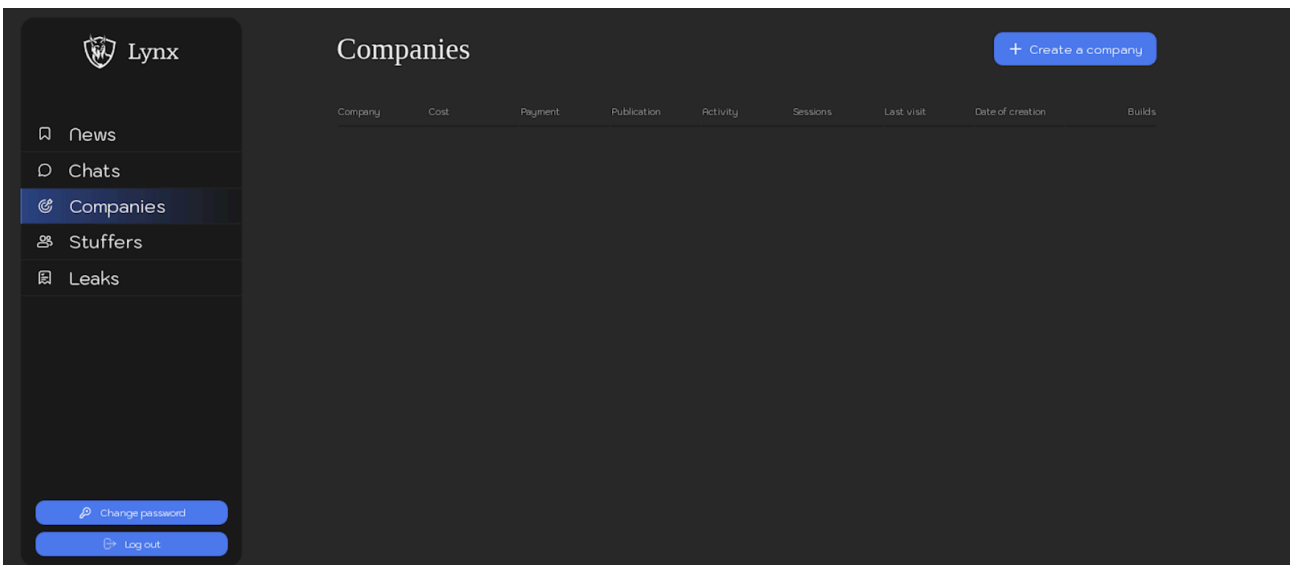 Lynx
News
Chats
Companies
Stuffers
Leaks
Change password
Log out
Companies
Create a company
Company Cost Payment Publication Activity Sessions Last visit Date of creation Builds